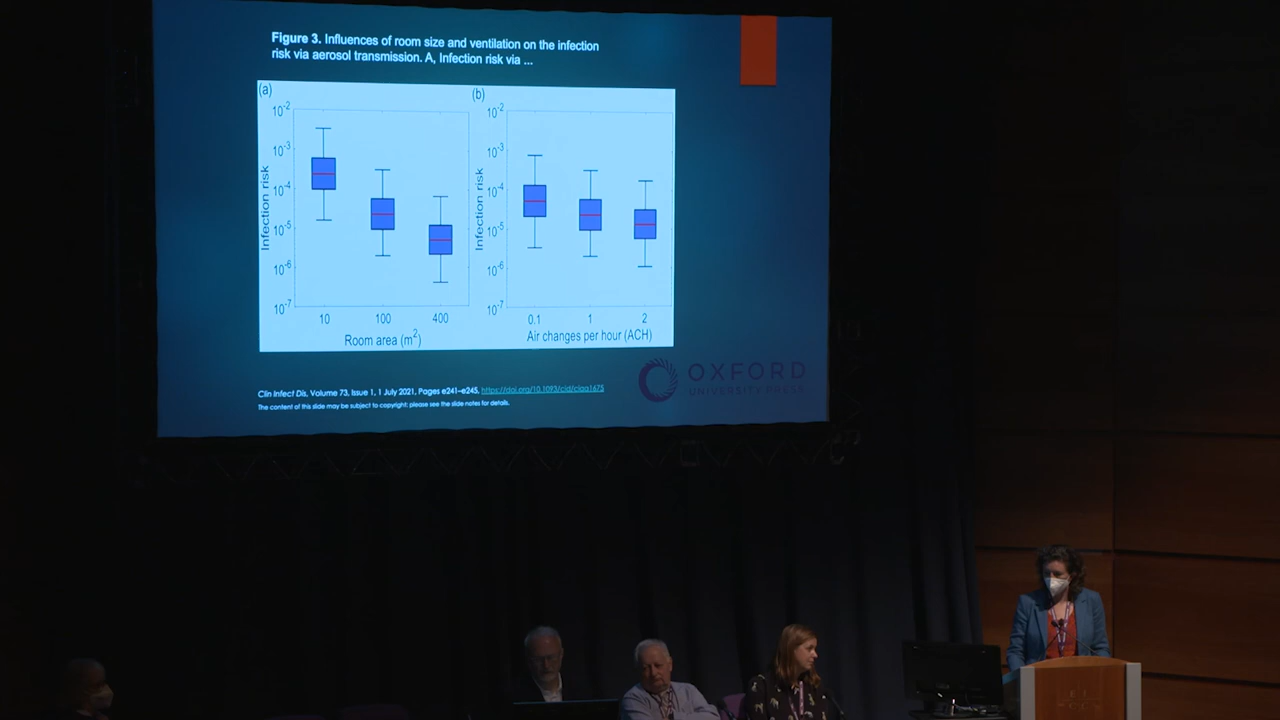 Figure 3. Influences of room size and ventilation on the infection
risk via aerosol transmission. A, Infection risk via ...
(a)
10-2
10-3
10-4
10-5
10-6
10-7
Infection risk
10 100 400
Room area (m2)
(b)
10-2
10-3
10-4
10-5
10-6
10-7
Infection risk
0.1 1 2
Air changes per hour (ACH)
Clin Infect Dis, Volume 73, Issue 1, 1 July 2021, Pages e241–e245, https://doi.org/10.1093/cid/ciaa1675
The content of this slide may be subject to copyright: please see the slide notes for details.
OXFORD
UNIVERSITY PRESS